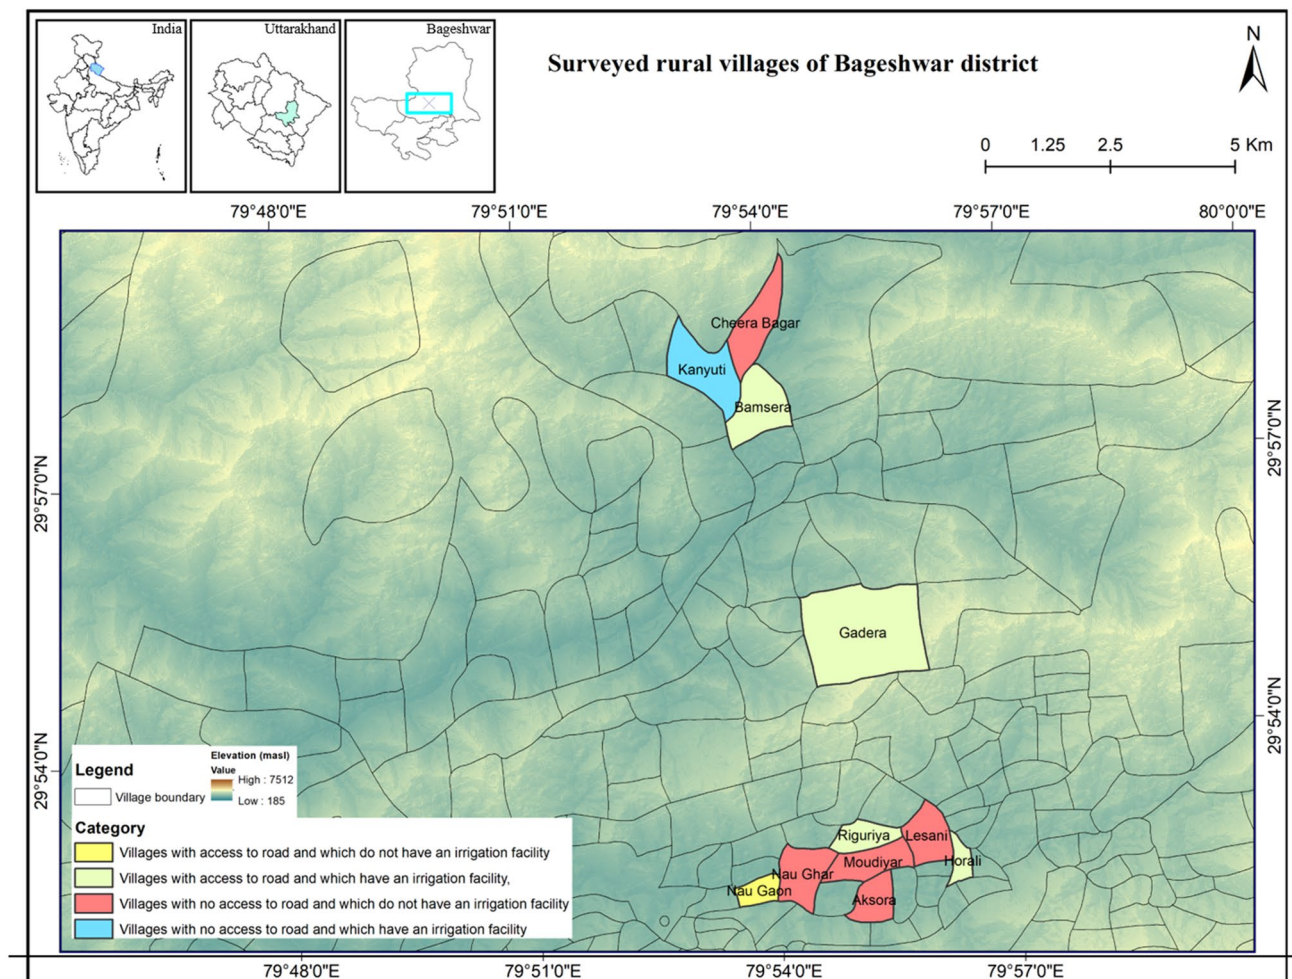 India
Uttarakhand
Bageshwar
Surveyed rural villages of Bageshwar district
N
0 1.25 2.5 5 Km
79°48'0"E 79°51'0"E 79°54'0"E 79°57'0"E 80°0'0"E
Cheera Bagar
Kanyuti
Bamsera
29°57'0"N
29°57'0"N
Gadera
29°54'0"N
29°54'0"N
Legend
Village boundary
Elevation (masl)
Value
High : 7512
Low : 185
Category
Villages with access to road and which do not have an irrigation facility
Villages with access to road and which have an irrigation facility,
Villages with no access to road and which do not have an irrigation facility
Villages with no access to road and which have an irrigation facility
Riguriya
Lesani
Moudiyar
Horali
Nau Ghar
Nau Gaon
Aksora
79°48'0"E 79°51'0"E 79°54'0"E 79°57'0"E